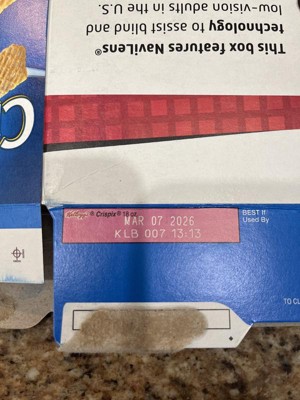 This box features NaviLens®
technology to assist blind and
low-vision adults in the U.S.
C
Kellogg's® Crispix® 18 oz.
MAR 07 2026
KLB 007 13:13
BEST If
Used By
TO CL